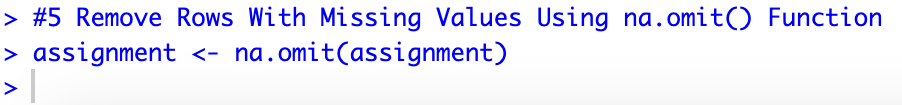 > #5 Remove Rows With Missing Values Using na.omit() Function
> assignment <- na.omit(assignment)
>